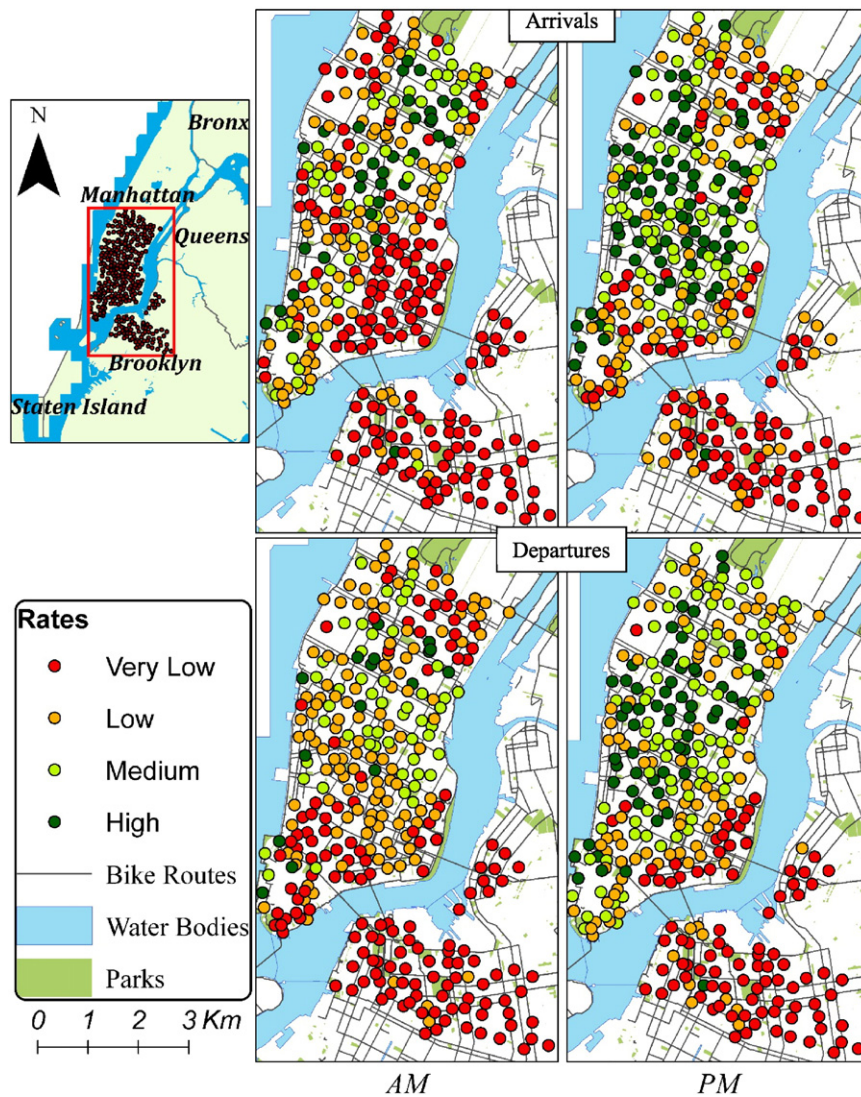 Arrivals
N
Bronx
Manhattan
Queens
Brooklyn
Staten Island
Departures
Rates
Very Low
Low
Medium
High
Bike Routes
Water Bodies
Parks
0 1 2 3 Km
AM PM